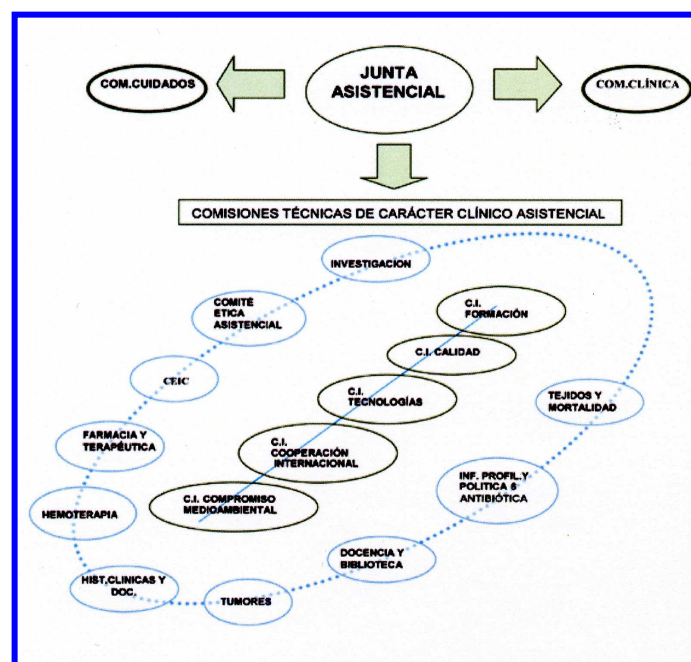 JUNTA
ASISTENCIAL
COM.CUIDADOS
COM.CLÍNICA
COMISIONES TÉCNICAS DE CARÁCTER CLÍNICO ASISTENCIAL
INVESTIGACION
COMITÉ
ETICA
ASISTENCIAL
C.I.
FORMACIÓN
C.I. CALIDAD
CEIC
C.I.
TECNOLOGÍAS
TEJIDOS Y
MORTALIDAD
FARMACIA Y
TERAPÉUTICA
C.I.
COOPERACIÓN
INTERNACIONAL
INF. PROFIL.Y
POLITICA &
ANTIBIÓTICA
C.I. COMPROMISO
MEDIOAMBIENTAL
HEMOTERAPIA
DOCENCIA Y
BIBLIOTECA
HIST.CLINICAS Y
DOC.
TUMORES